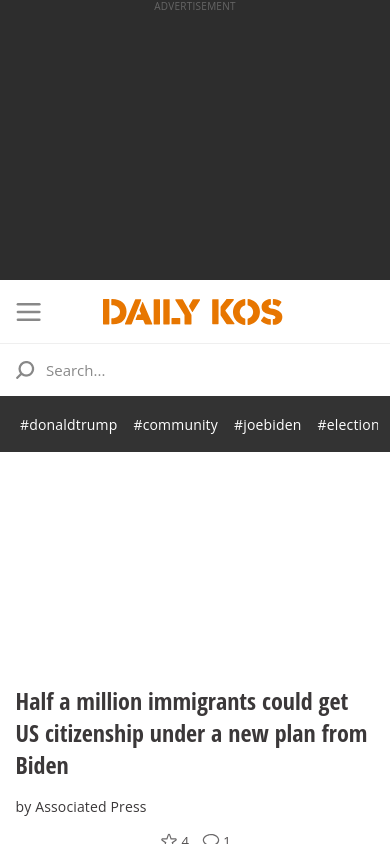 ADVERTISEMENT
DAILY KOS
Search...
#donaldtrump #community #joebiden #election
Half a million immigrants could get
US citizenship under a new plan from
Biden
by Associated Press
4 1